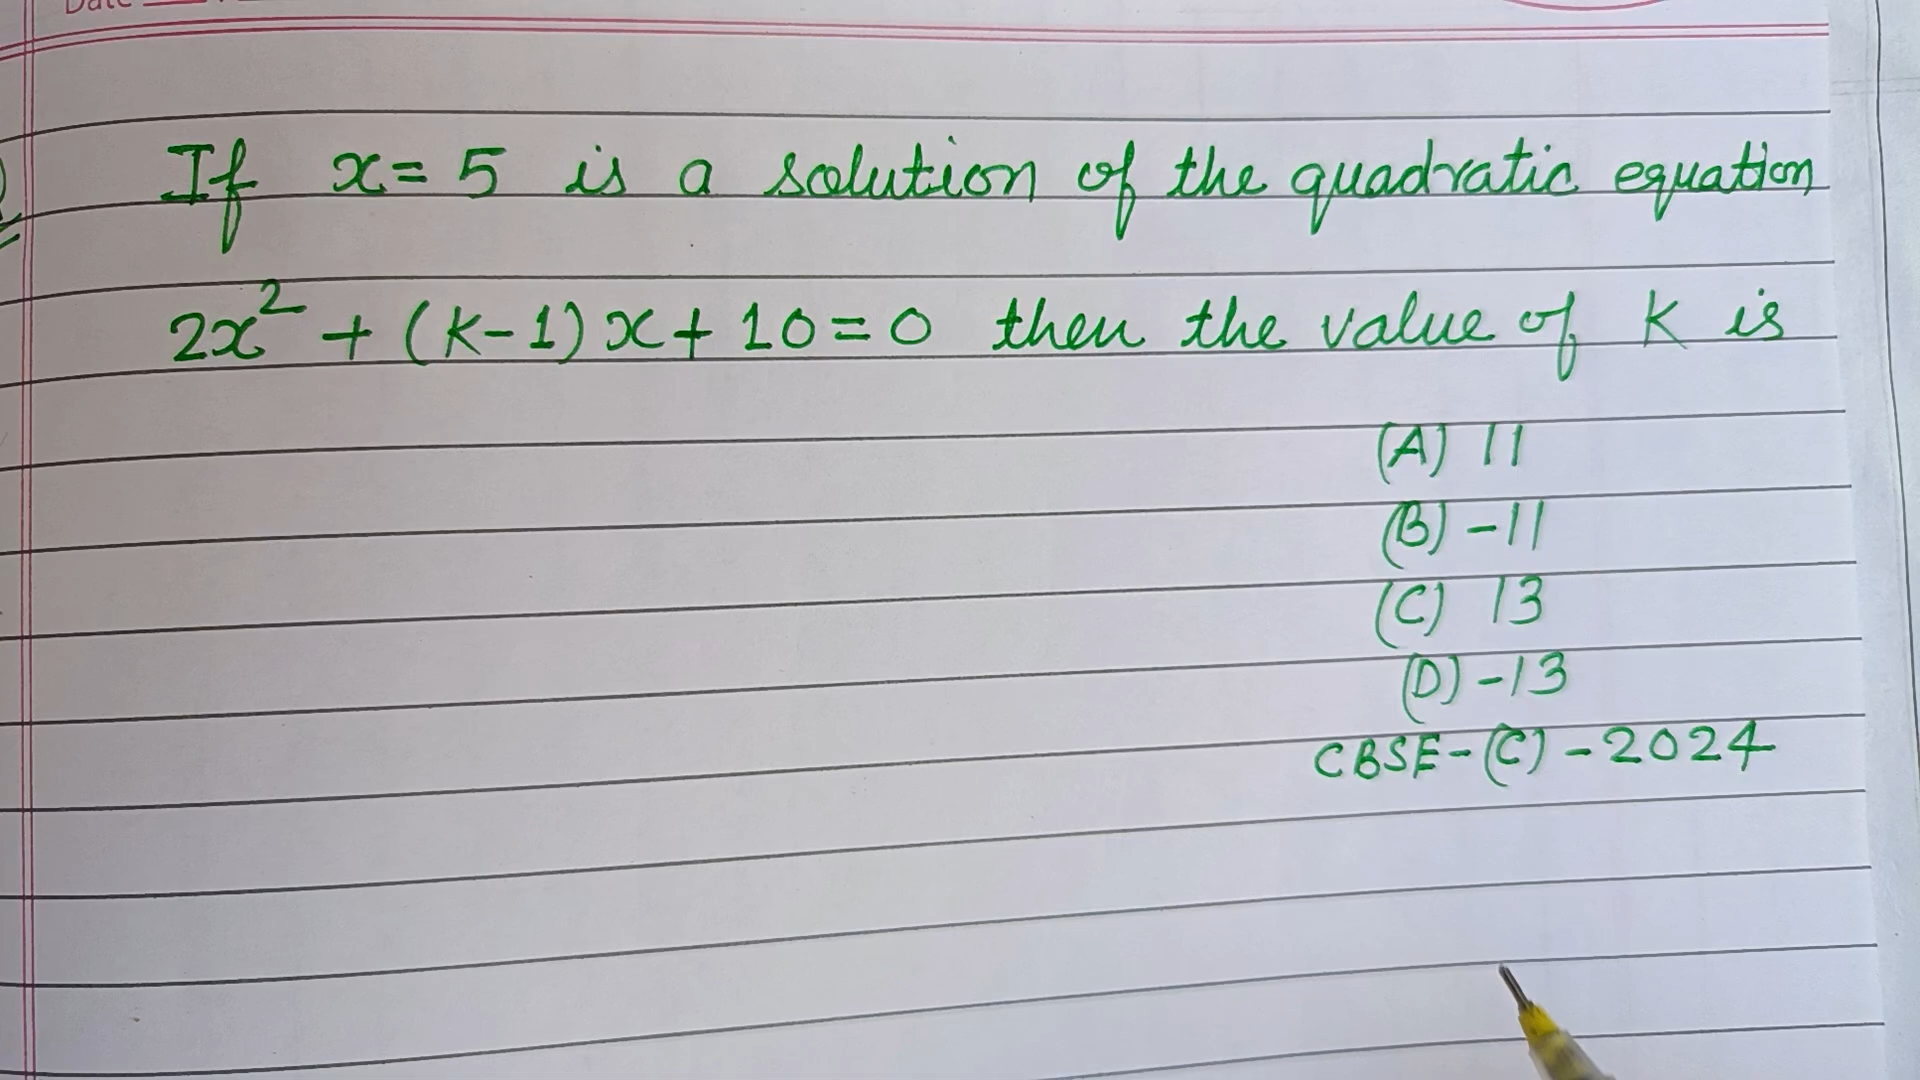 Date
If x = 5 is a solution of the quadratic equation
2x² + (K-1) x + 10 = 0 then the value of K is
(A) 11
(B) -11
(C) 13
(D) -13
CBSE-(C)-2024